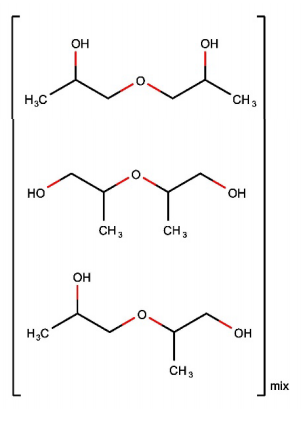 OH OH
O
H3C CH3
O
HO OH
CH3 CH3
OH
O
H3C OH
CH3
mix